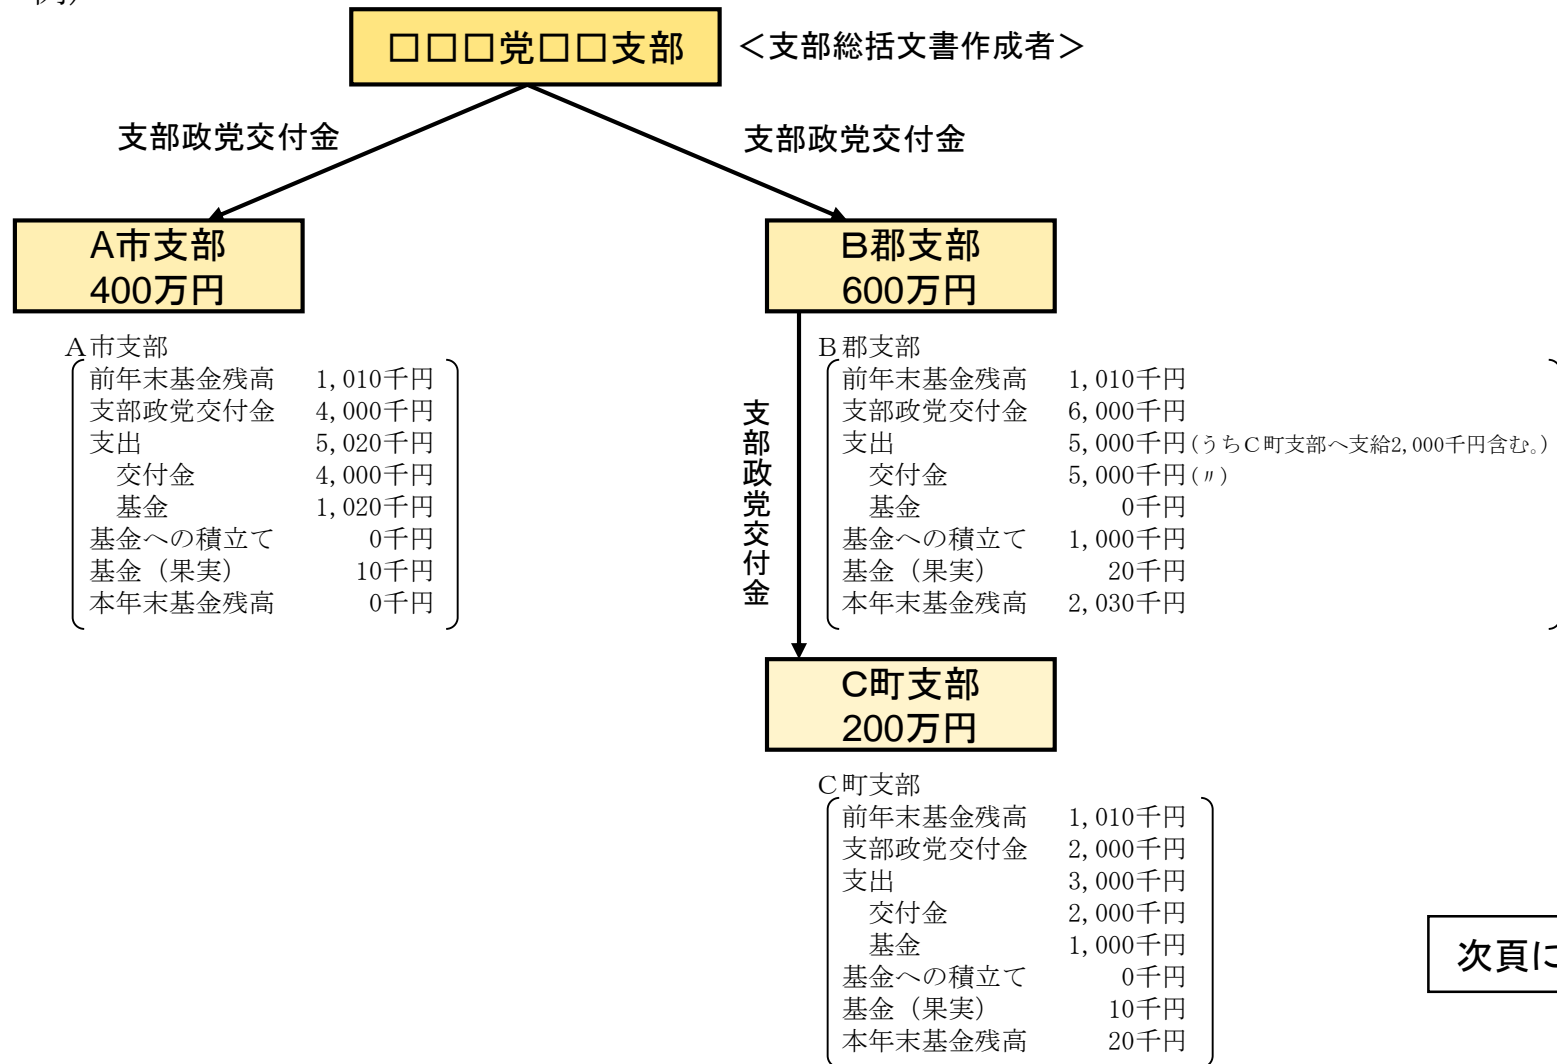 例）
□□□党□□支部
＜支部総括文書作成者＞
支部政党交付金
支部政党交付金
A市支部
400万円
B郡支部
600万円
Ａ市支部
前年末基金残高 1,010千円
支部政党交付金 4,000千円
支出 5,020千円
交付金 4,000千円
基金 1,020千円
基金への積立て 0千円
基金（果実） 10千円
本年末基金残高 0千円
支部政党交付金
Ｂ郡支部
前年末基金残高 1,010千円
支部政党交付金 6,000千円
支出 5,000千円(うちＣ町支部へ支給2,000千円含む。)
交付金 5,000千円(〃)
基金 0千円
基金への積立て 1,000千円
基金（果実） 20千円
本年末基金残高 2,030千円
C町支部
200万円
Ｃ町支部
前年末基金残高 1,010千円
支部政党交付金 2,000千円
支出 3,000千円
交付金 2,000千円
基金 1,000千円
基金への積立て 0千円
基金（果実） 10千円
本年末基金残高 20千円
次頁に